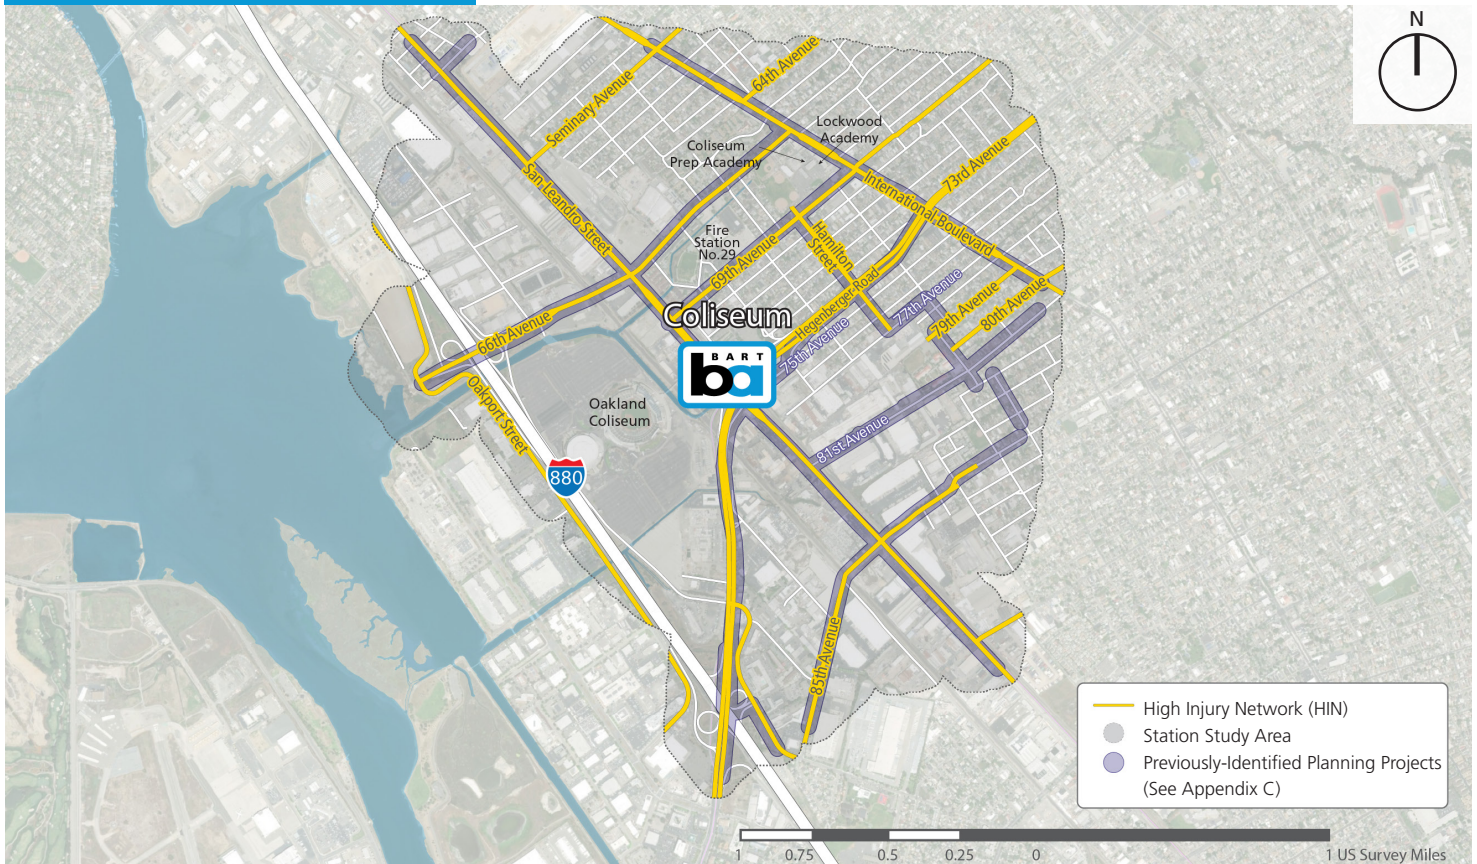 N
64th Avenue
Seminary Avenue
Lockwood
Academy
Coliseum
Prep Academy
73rd Avenue
San Leandro Street
International Boulevard
Fire
Station
No.29
Hamilton
Street
69th Avenue
Hegenberger Road
77th Avenue
79th Avenue
80th Avenue
Coliseum
75th Avenue
66th Avenue
BART
ba
Oakport Street
Oakland
Coliseum
81st Avenue
880
85th Avenue
High Injury Network (HIN)
Station Study Area
Previously-Identified Planning Projects
(See Appendix C)
1 0.75 0.5 0.25 0 1 US Survey Miles